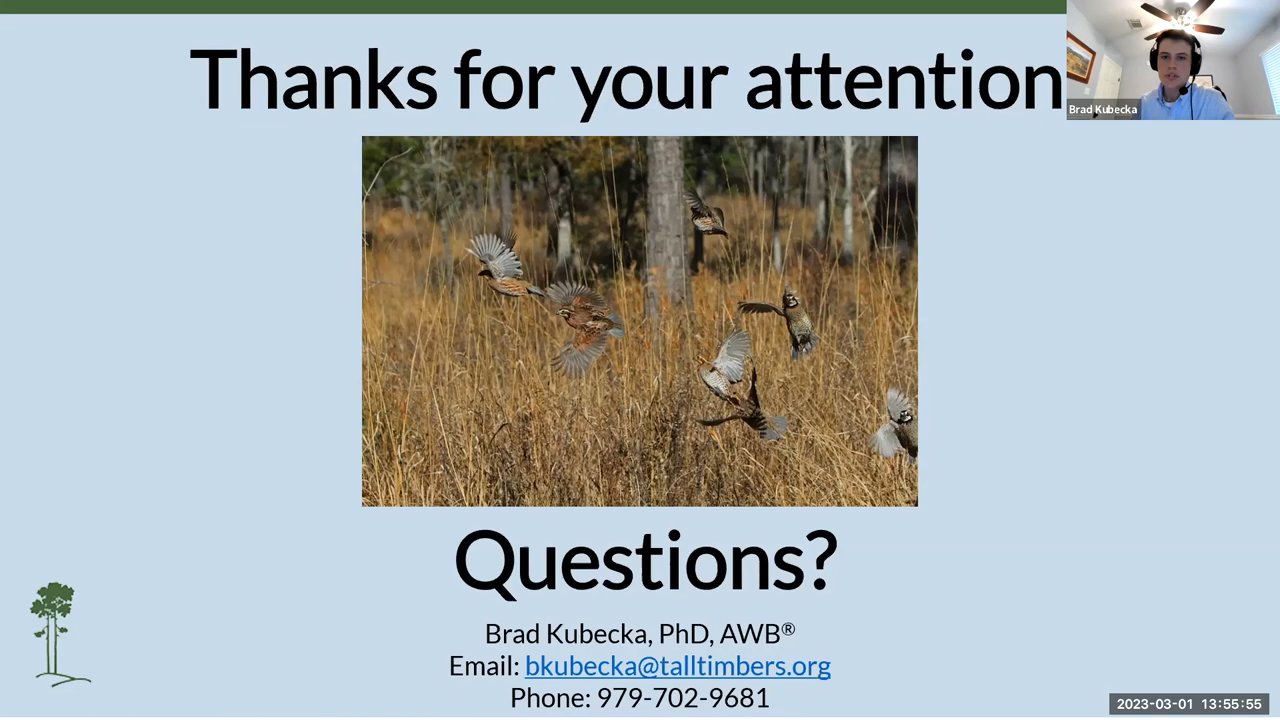 Thanks for your attention
Brad Kubecka
Questions?
Brad Kubecka, PhD, AWB®
Email: bkubecka@talltimbers.org
Phone: 979-702-9681
2023-03-01 13:55:55